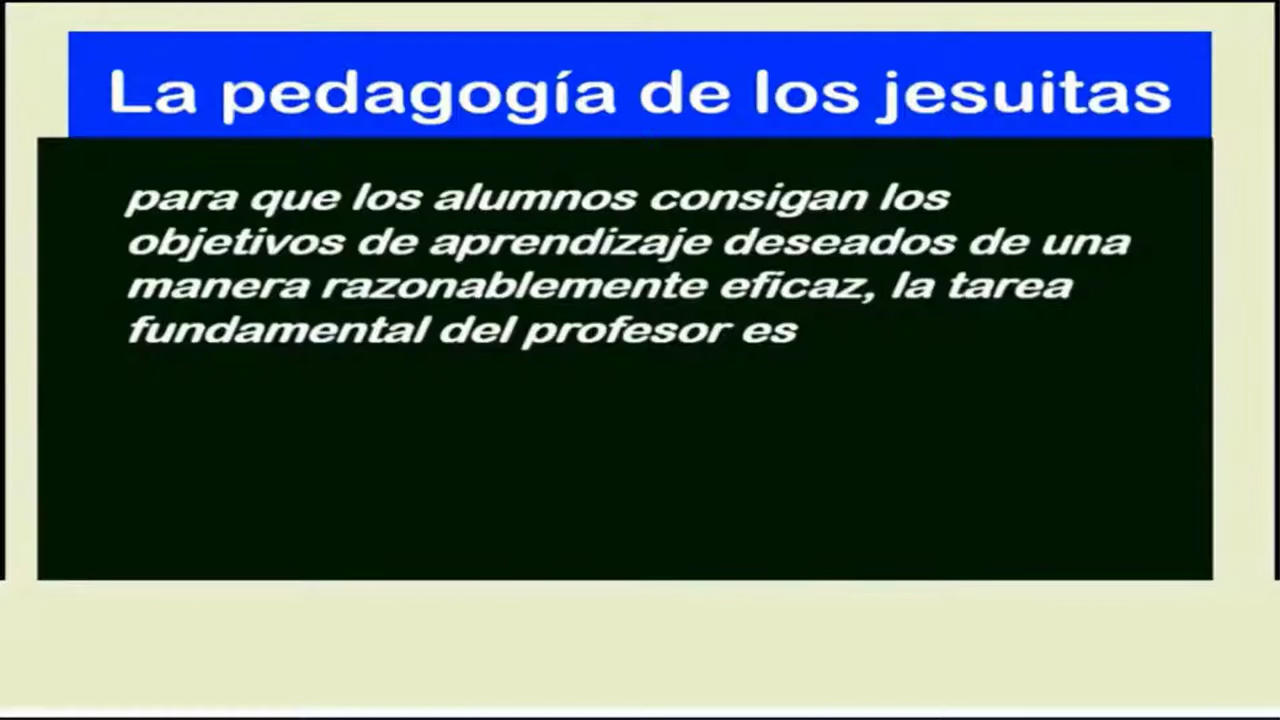 La pedagogía de los jesuitas
para que los alumnos consigan los
objetivos de aprendizaje deseados de una
manera razonablemente eficaz, la tarea
fundamental del profesor es